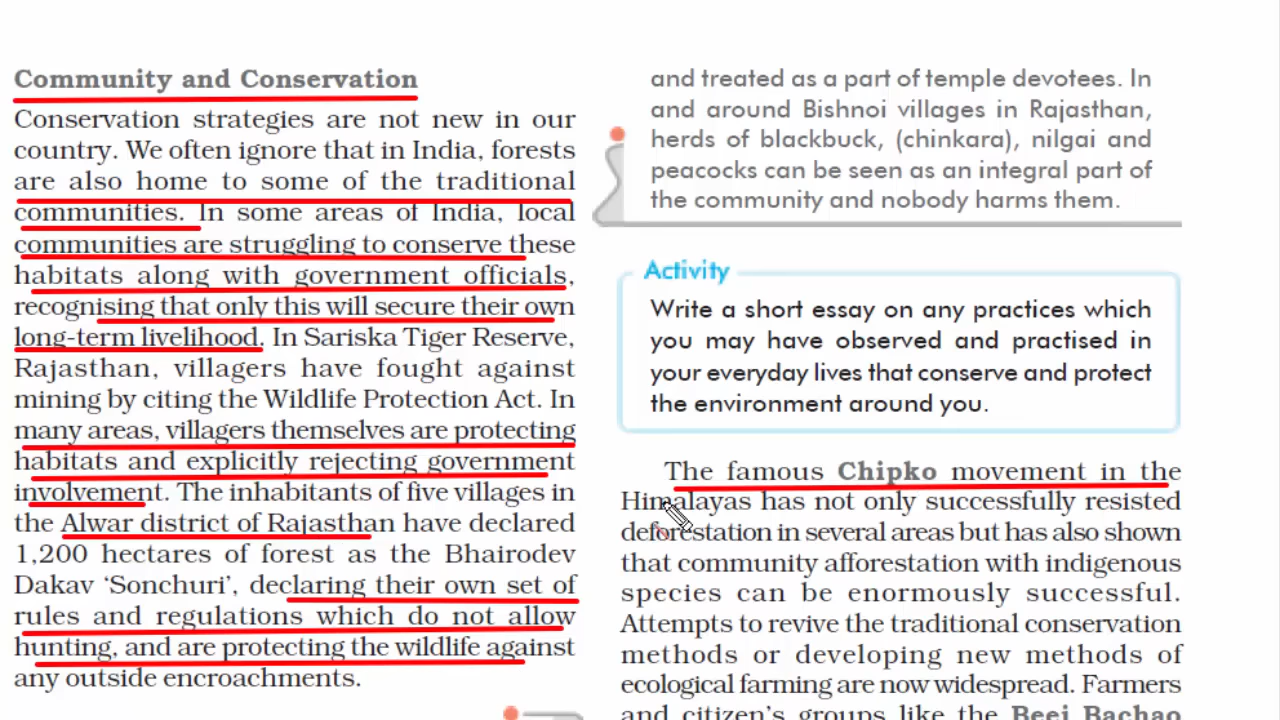 Community and Conservation
Conservation strategies are not new in our
country. We often ignore that in India, forests
are also home to some of the traditional
communities. In some areas of India, local
communities are struggling to conserve these
habitats along with government officials,
recognising that only this will secure their own
long-term livelihood. In Sariska Tiger Reserve,
Rajasthan, villagers have fought against
mining by citing the Wildlife Protection Act. In
many areas, villagers themselves are protecting
habitats and explicitly rejecting government
involvement. The inhabitants of five villages in
the Alwar district of Rajasthan have declared
1,200 hectares of forest as the Bhairodev
Dakav ‘Sonchuri’, declaring their own set of
rules and regulations which do not allow
hunting, and are protecting the wildlife against
any outside encroachments.
and treated as a part of temple devotees. In
and around Bishnoi villages in Rajasthan,
herds of blackbuck, (chinkara), nilgai and
peacocks can be seen as an integral part of
the community and nobody harms them.
Activity
Write a short essay on any practices which
you may have observed and practised in
your everyday lives that conserve and protect
the environment around you.
The famous Chipko movement in the
Himalayas has not only successfully resisted
deforestation in several areas but has also shown
that community afforestation with indigenous
species can be enormously successful.
Attempts to revive the traditional conservation
methods or developing new methods of
ecological farming are now widespread. Farmers
and citizen’s groups like the Beej Bachao